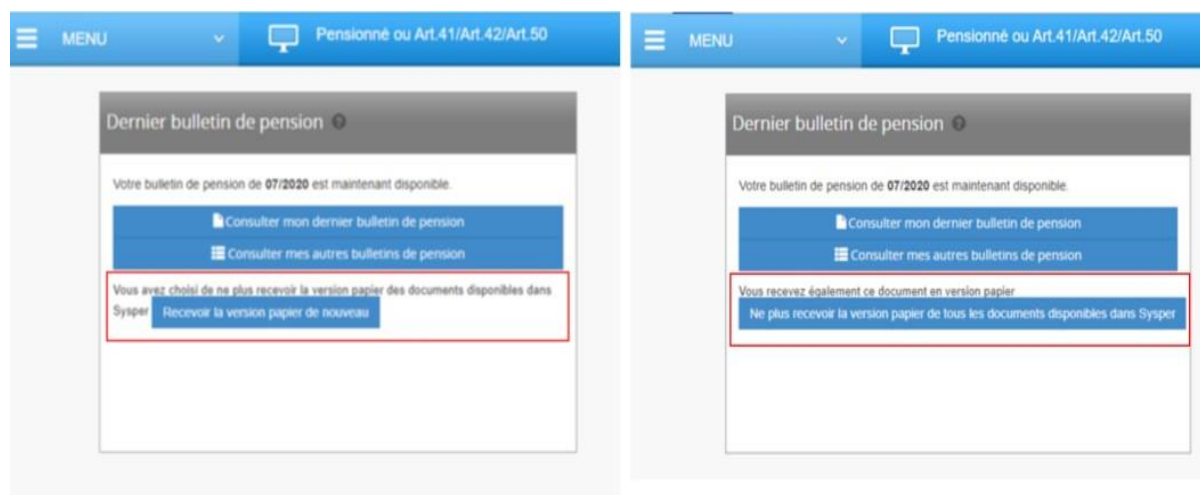 MENU
Pensionné ou Art.41/Art.42/Art.50
Dernier bulletin de pension
Votre bulletin de pension de 07/2020 est maintenant disponible.
Consulter mon dernier bulletin de pension
Consulter mes autres bulletins de pension
Vous avez choisi de ne plus recevoir la version papier des documents disponibles dans
Sysper Recevoir la version papier de nouveau
MENU
Pensionné ou Art.41/Art.42/Art.50
Dernier bulletin de pension
Votre bulletin de pension de 07/2020 est maintenant disponible.
Consulter mon dernier bulletin de pension
Consulter mes autres bulletins de pension
Vous recevez également ce document en version papier
Ne plus recevoir la version papier de tous les documents disponibles dans Sysper